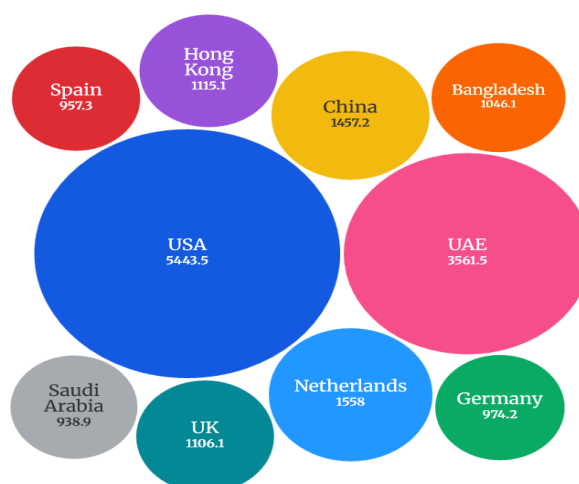 Hong
Kong
1115.1
Spain
957.3
China
1457.2
Bangladesh
1046.1
USA
5443.5
UAE
3561.5
Saudi
Arabia
938.9
UK
1106.1
Netherlands
1558
Germany
974.2